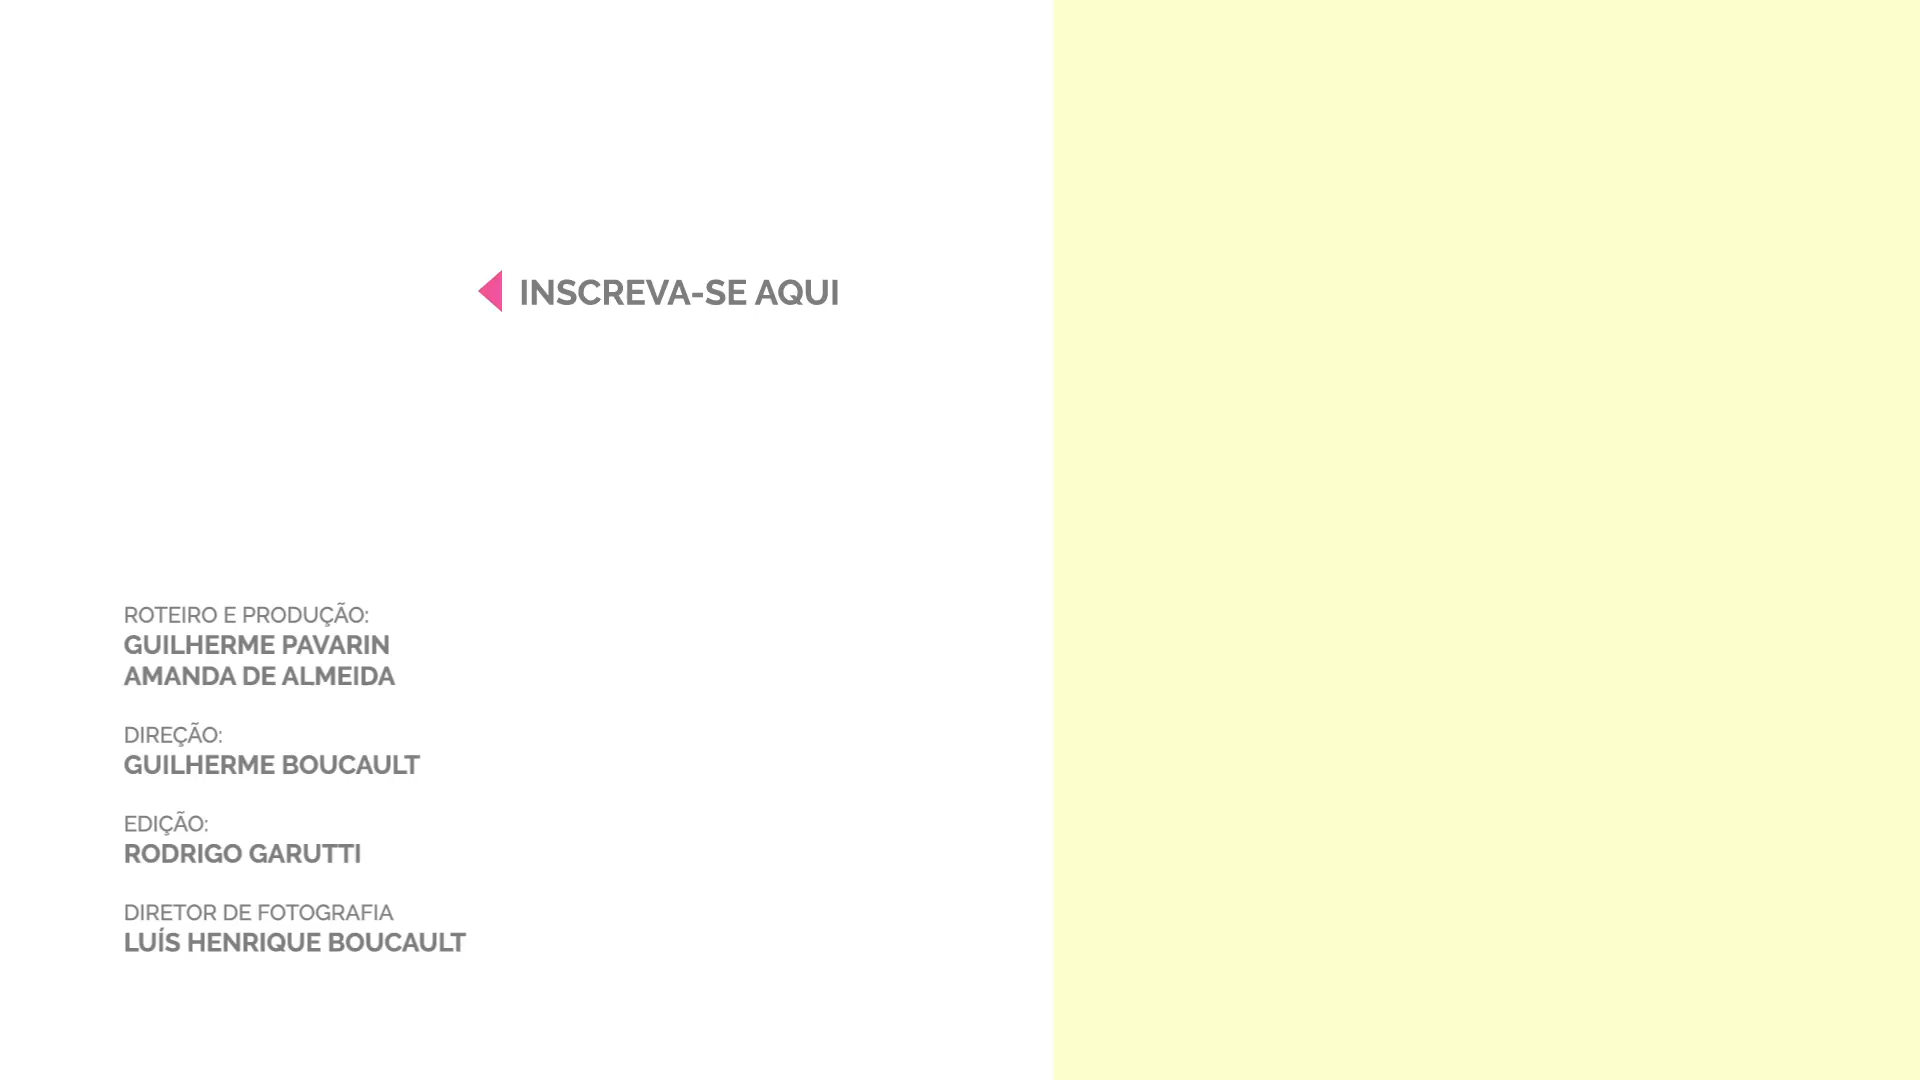 INSCREVA-SE AQUI
ROTEIRO E PRODUÇÃO:
GUILHERME PAVARIN
AMANDA DE ALMEIDA
DIREÇÃO:
GUILHERME BOUCAULT
EDIÇÃO:
RODRIGO GARUTTI
DIRETOR DE FOTOGRAFIA
LUÍS HENRIQUE BOUCAULT